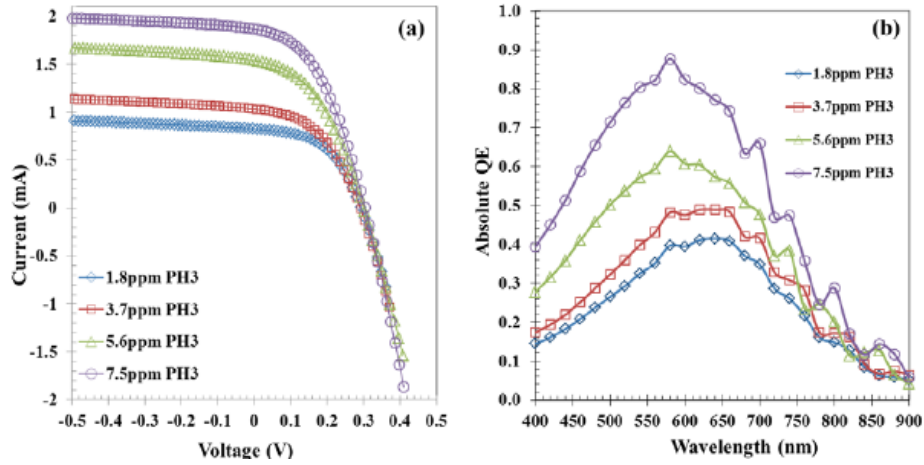 (a)
2
1.5
1
0.5
0
-0.5
-1
-1.5
-2
Current (mA)
-0.5 -0.4 -0.3 -0.2 -0.1 0 0.1 0.2 0.3 0.4 0.5
Voltage (V)
1.8ppm PH3
3.7ppm PH3
5.6ppm PH3
7.5ppm PH3
(b)
1.0
0.9
0.8
0.7
0.6
0.5
0.4
0.3
0.2
0.1
0.0
Absolute QE
400 450 500 550 600 650 700 750 800 850 900
Wavelength (nm)
1.8ppm PH3
3.7ppm PH3
5.6ppm PH3
7.5ppm PH3